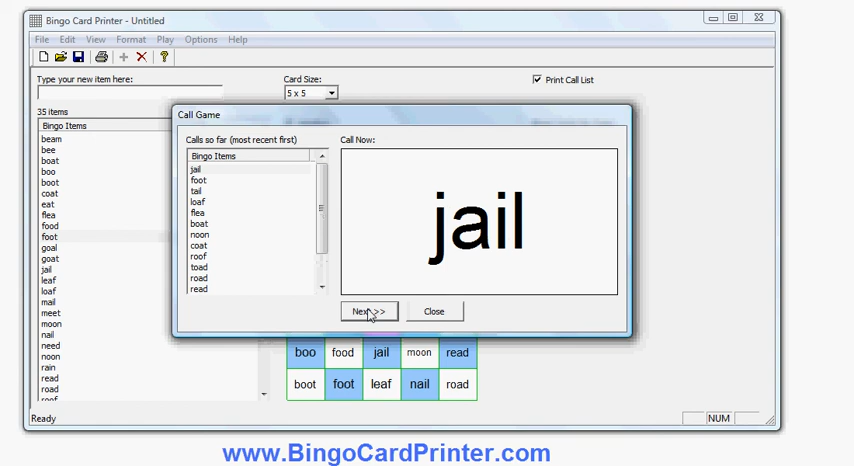 Bingo Card Printer - Untitled
File Edit View Format Play Options Help
Type your new item here:
Card Size:
5 x 5
Print Call List
35 items
Bingo Items
beam
bee
boat
boo
boot
coat
eat
flea
food
foot
goal
goat
jail
leaf
loaf
mail
meet
moon
nail
need
noon
rain
read
road
roof
Call Game
Calls so far (most recent first)
Bingo Items
jail
foot
tail
loaf
flea
boat
noon
coat
roof
toad
road
read
Call Now:
jail
Next >>
Close
boo food jail moon read
boot foot leaf nail road
Ready
NUM
www.BingoCardPrinter.com